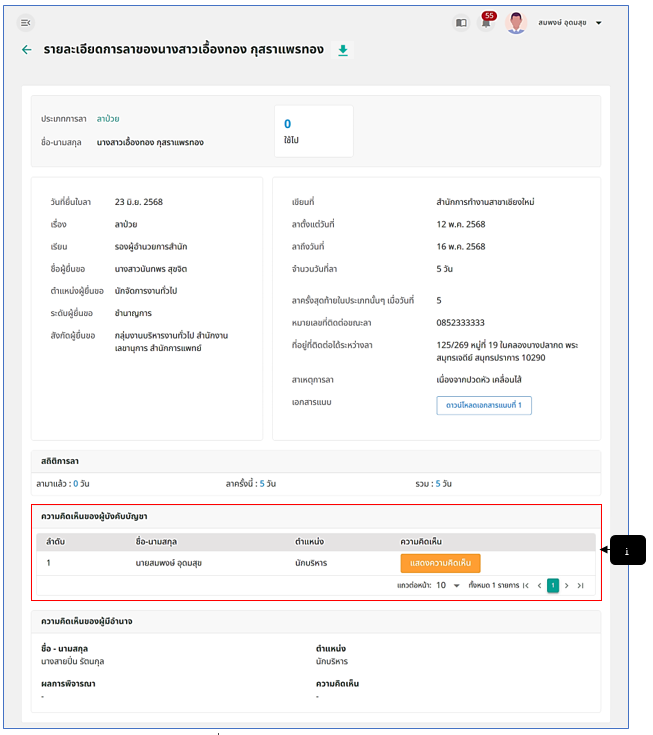 55
สมพงษ์ อุดมสุข
รายละเอียดการลาของนางสาวเอื้องทอง กุสราแพรทอง
ประเภทการลา ลาป่วย
ชื่อ-นามสกุล นางสาวเอื้องทอง กุสราแพรทอง
0
ใช้ไป
วันที่ยื่นใบลา 23 มิ.ย. 2568
เรื่อง ลาป่วย
เรียน รองผู้อำนวยการสำนัก
ชื่อผู้ยื่นขอ นางสาวนันทพร สุขจิต
ตำแหน่งผู้ยื่นขอ นักจัดการงานทั่วไป
ระดับผู้ยื่นขอ ชำนาญการ
สังกัดผู้ยื่นขอ กลุ่มงานบริหารงานทั่วไป สำนักงาน
เลขานุการ สำนักการแพทย์
เขียนที่ สำนักการทำงานสาขาเชียงใหม่
ลาตั้งแต่วันที่ 12 พ.ค. 2568
ลาถึงวันที่ 16 พ.ค. 2568
จำนวนวันที่ลา 5 วัน
ลาครั้งสุดท้ายในประเภทนั้นๆ เมื่อวันที่ 5
หมายเลขที่ติดต่อขณะลา 0852333333
ที่อยู่ที่ติดต่อได้ระหว่างลา 125/269 หมู่ที่ 19 ในคลองบางปลากด พระ
สมุทรเจดีย์ สมุทรปราการ 10290
สาเหตุการลา เนื่องจากปวดหัว เคลื่อนไส้
เอกสารแนบ ดาวน์โหลดเอกสารแนบที่ 1
สถิติการลา
ลามาแล้ว : 0 วัน ลาครั้งนี้ : 5 วัน รวม : 5 วัน
ความคิดเห็นของผู้บังคับบัญชา
ลำดับ ชื่อ-นามสกุล ตำแหน่ง ความคิดเห็น
1 นายสมพงษ์ อุดมสุข นักบริหาร แสดงความคิดเห็น
แถวต่อหน้า: 10 ทั้งหมด 1 รายการ 1
ความคิดเห็นของผู้มีอำนาจ
ชื่อ - นามสกุล ตำแหน่ง
นางสายปั่น รัตนกุล นักบริหาร
ผลการพิจารณา ความคิดเห็น
- -